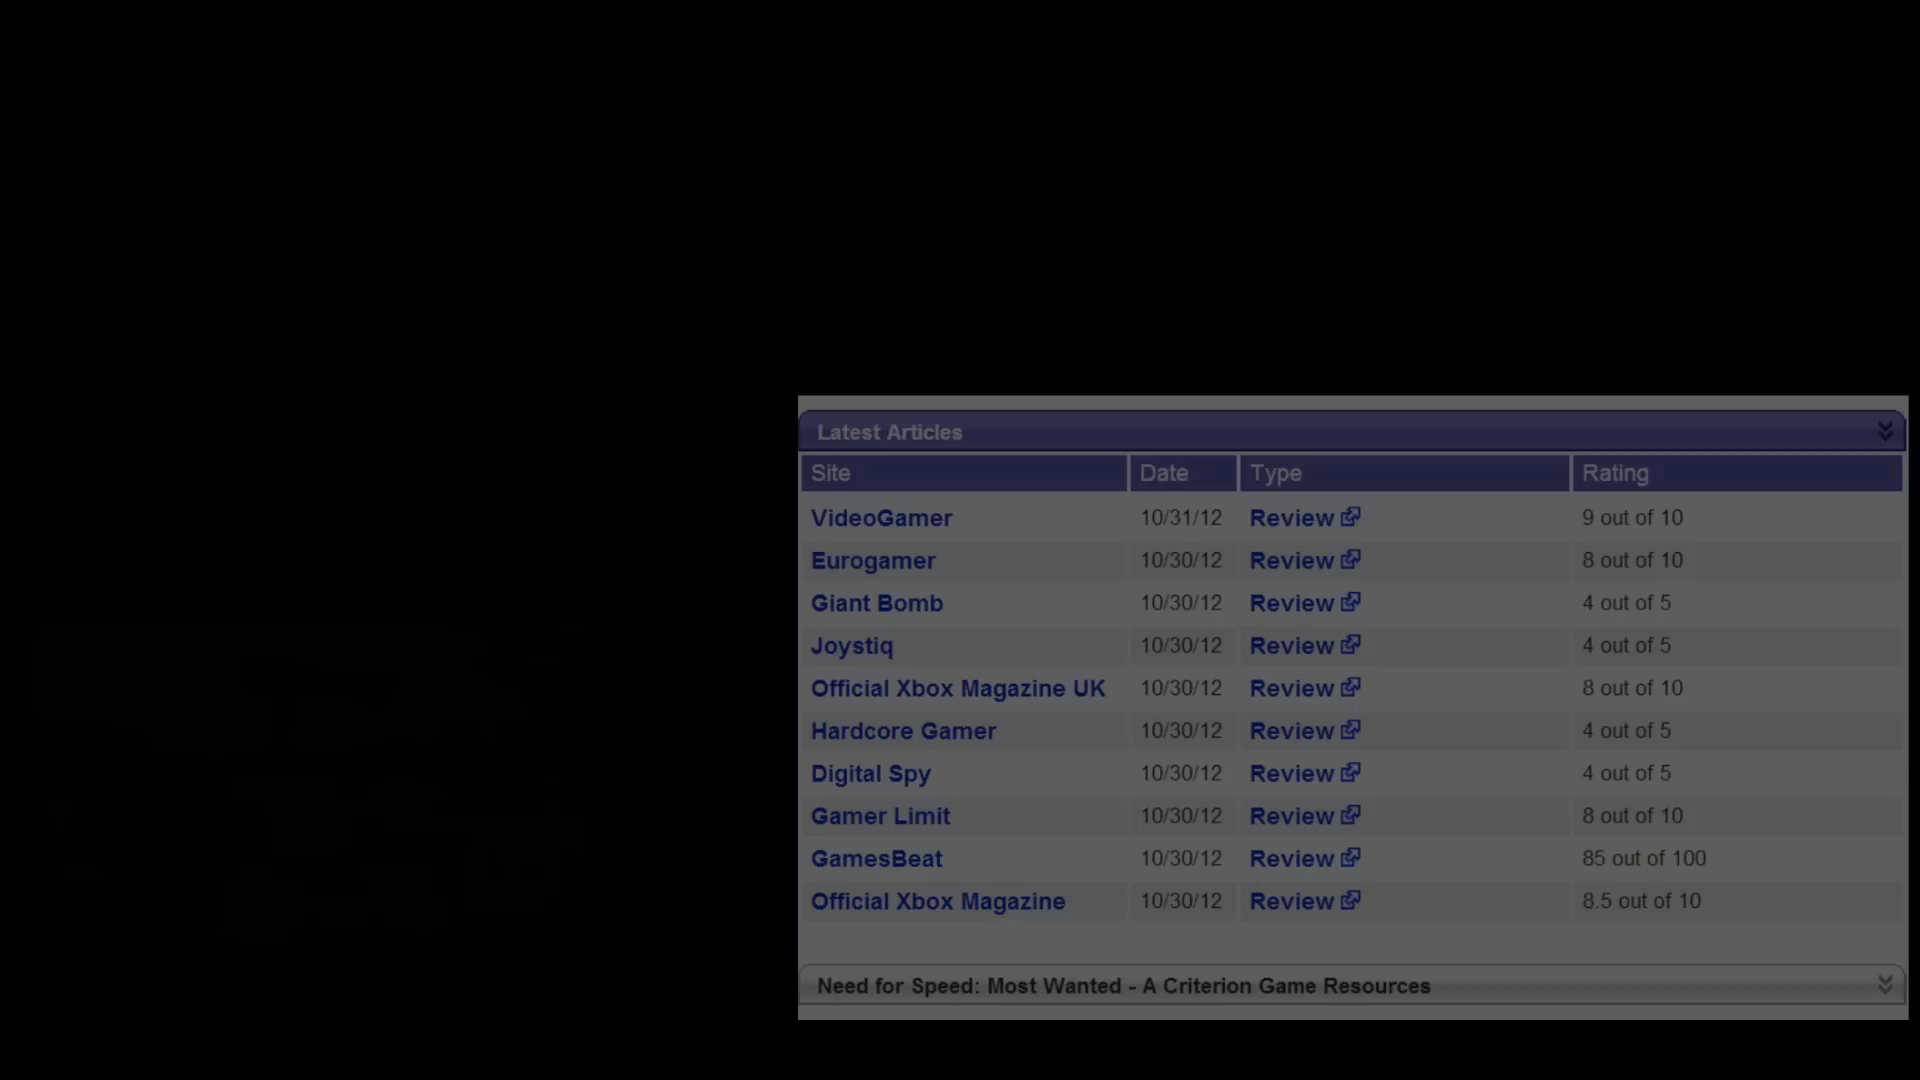 Latest Articles
Site Date Type Rating
VideoGamer 10/31/12 Review 9 out of 10
Eurogamer 10/30/12 Review 8 out of 10
Giant Bomb 10/30/12 Review 4 out of 5
Joystiq 10/30/12 Review 4 out of 5
Official Xbox Magazine UK 10/30/12 Review 8 out of 10
Hardcore Gamer 10/30/12 Review 4 out of 5
Digital Spy 10/30/12 Review 4 out of 5
Gamer Limit 10/30/12 Review 8 out of 10
GamesBeat 10/30/12 Review 85 out of 100
Official Xbox Magazine 10/30/12 Review 8.5 out of 10
Need for Speed: Most Wanted - A Criterion Game Resources